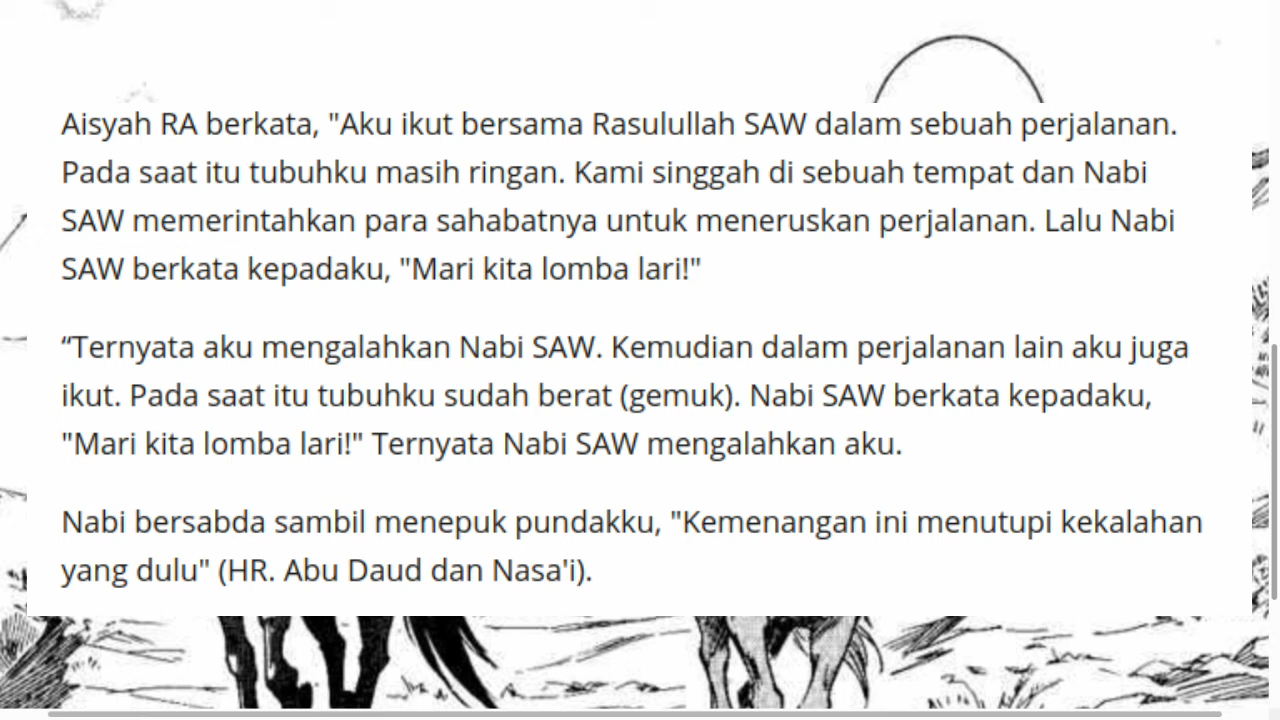 Aisyah RA berkata, "Aku ikut bersama Rasulullah SAW dalam sebuah perjalanan.
Pada saat itu tubuhku masih ringan. Kami singgah di sebuah tempat dan Nabi
SAW memerintahkan para sahabatnya untuk meneruskan perjalanan. Lalu Nabi
SAW berkata kepadaku, "Mari kita lomba lari!"
“Ternyata aku mengalahkan Nabi SAW. Kemudian dalam perjalanan lain aku juga
ikut. Pada saat itu tubuhku sudah berat (gemuk). Nabi SAW berkata kepadaku,
"Mari kita lomba lari!" Ternyata Nabi SAW mengalahkan aku.
Nabi bersabda sambil menepuk pundakku, "Kemenangan ini menutupi kekalahan
yang dulu" (HR. Abu Daud dan Nasa'i).